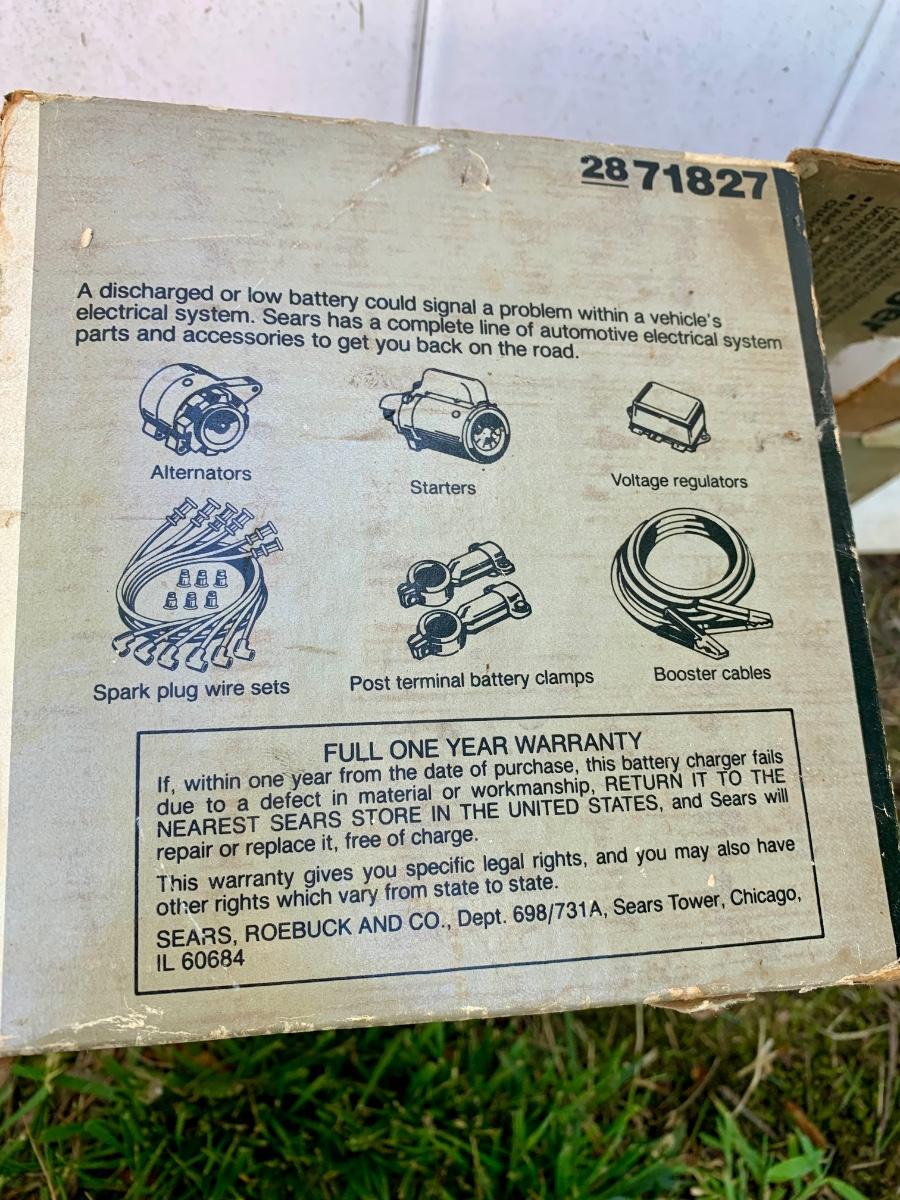 28 71827
A discharged or low battery could signal a problem within a vehicle's
electrical system. Sears has a complete line of automotive electrical system
parts and accessories to get you back on the road.
Alternators
Starters
Voltage regulators
Spark plug wire sets
Post terminal battery clamps
Booster cables
FULL ONE YEAR WARRANTY
If, within one year from the date of purchase, this battery charger fails
due to a defect in material or workmanship, RETURN IT TO THE
NEAREST SEARS STORE IN THE UNITED STATES, and Sears will
repair or replace it, free of charge.
This warranty gives you specific legal rights, and you may also have
other rights which vary from state to state.
SEARS, ROEBUCK AND CO., Dept. 698/731A, Sears Tower, Chicago,
IL 60684